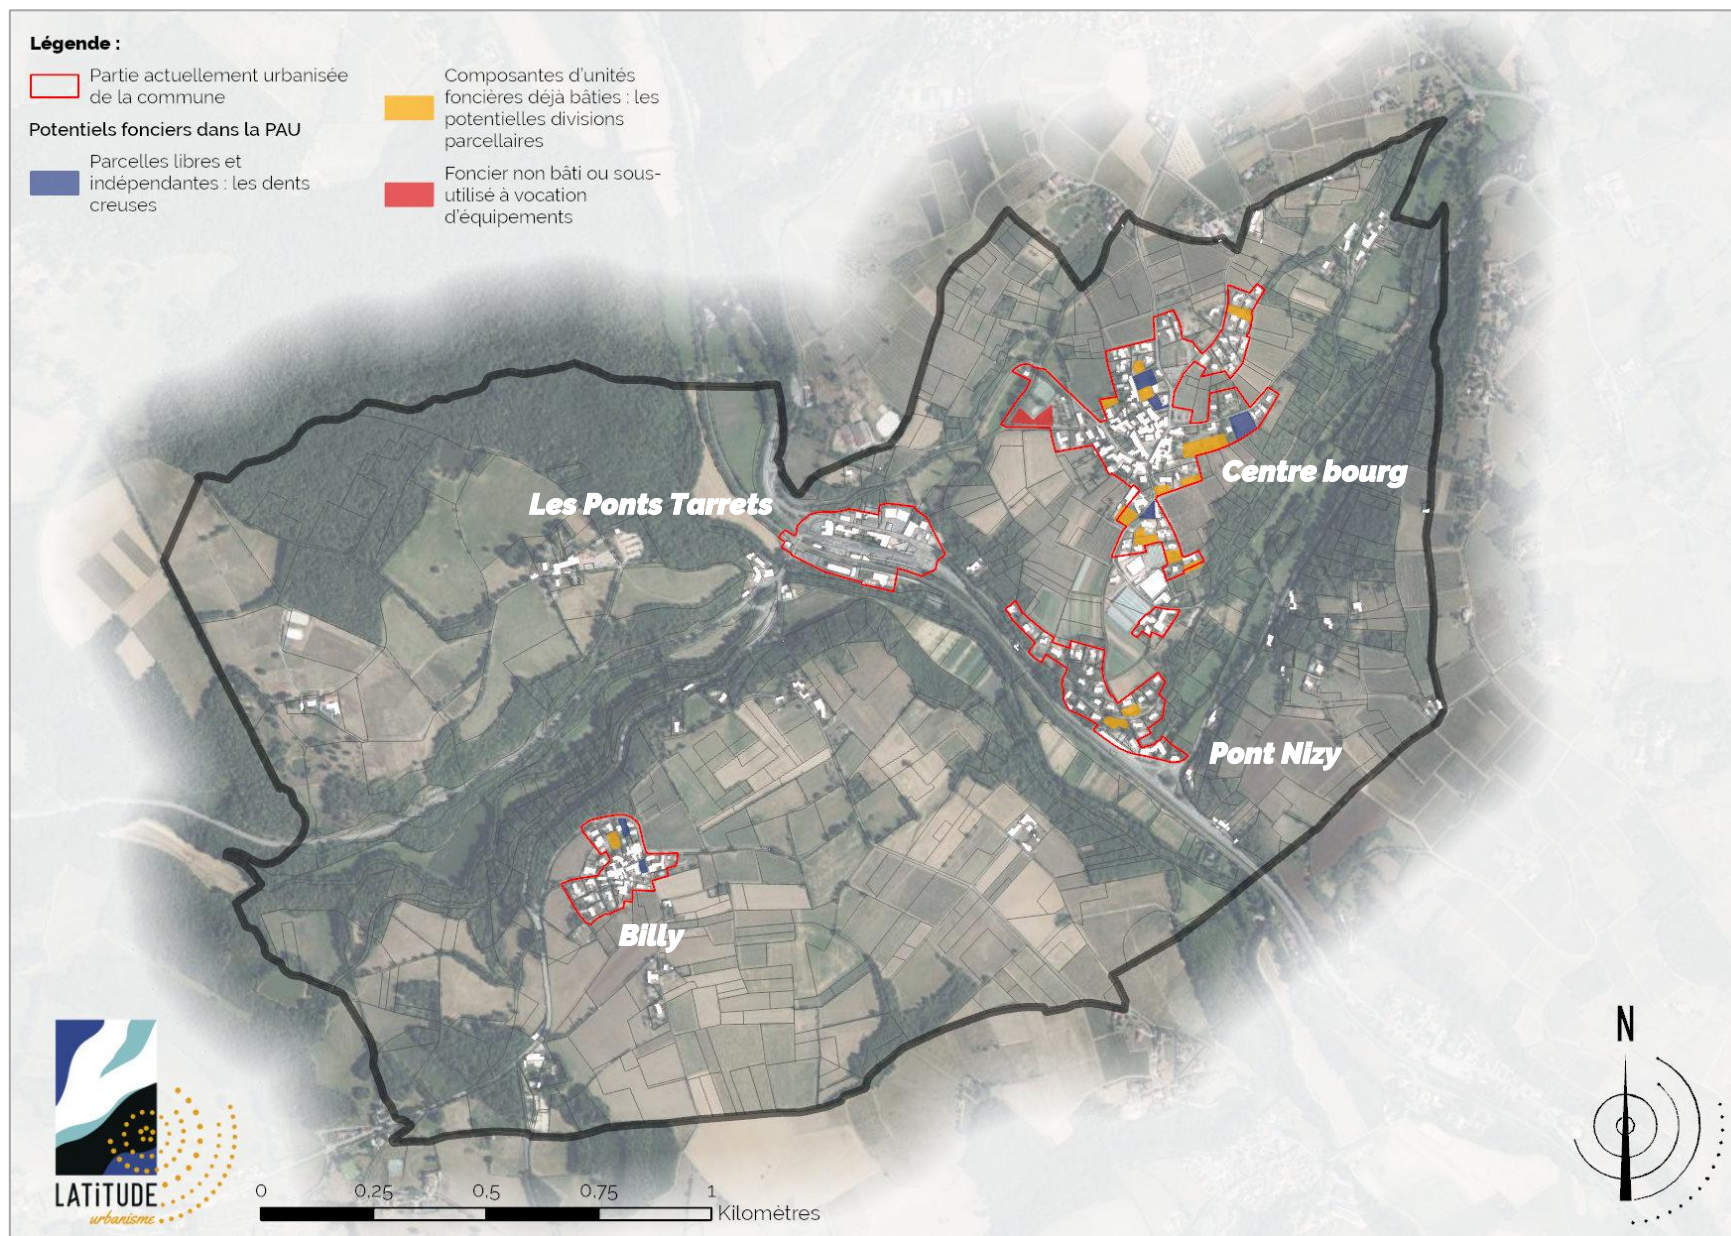 Légende :
Partie actuellement urbanisée
de la commune
Potentiels fonciers dans la PAU
Parcelles libres et
indépendantes : les dents
creuses
Composantes d'unités
foncières déjà bâties : les
potentielles divisions
parcellaires
Foncier non bâti ou sous-
utilisé à vocation
d'équipements
Centre bourg
Les Ponts Tarrets
Pont Nizy
Billy
N
LATiTUDE
urbanisme
0 0,25 0,5 0,75 1
Kilomètres